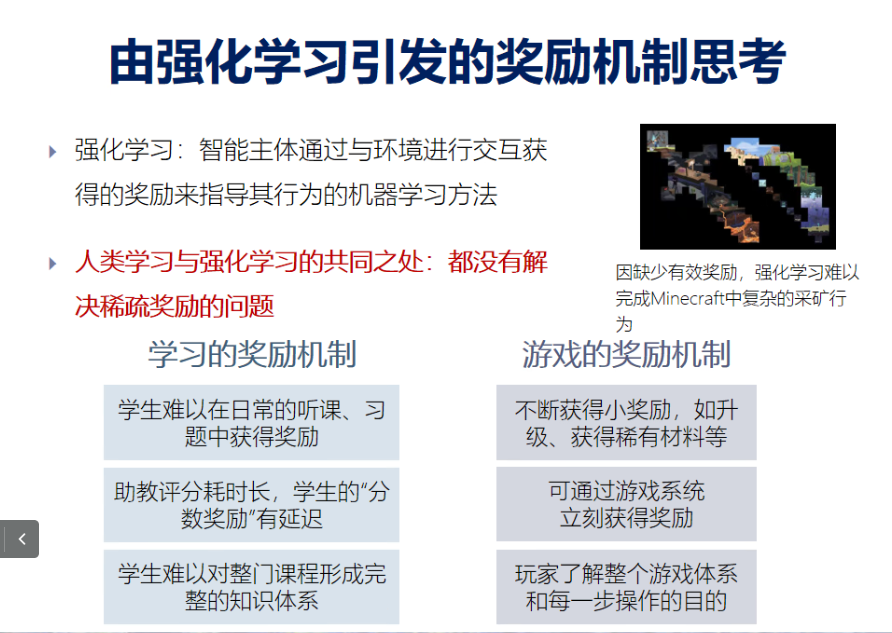 由强化学习引发的奖励机制思考
强化学习：智能主体通过与环境进行交互获
得的奖励来指导其行为的机器学习方法
人类学习与强化学习的共同之处：都没有解
决稀疏奖励的问题
因缺少有效奖励，强化学习难以
完成Minecraft中复杂的采矿行
为
学习的奖励机制
游戏的奖励机制
学生难以在日常的听课、习
题中获得奖励
不断获得小奖励，如升
级、获得稀有材料等
助教评分耗时长，学生的“分
数奖励”有延迟
可通过游戏系统
立刻获得奖励
学生难以对整门课程形成完
整的知识体系
玩家了解整个游戏体系
和每一步操作的目的